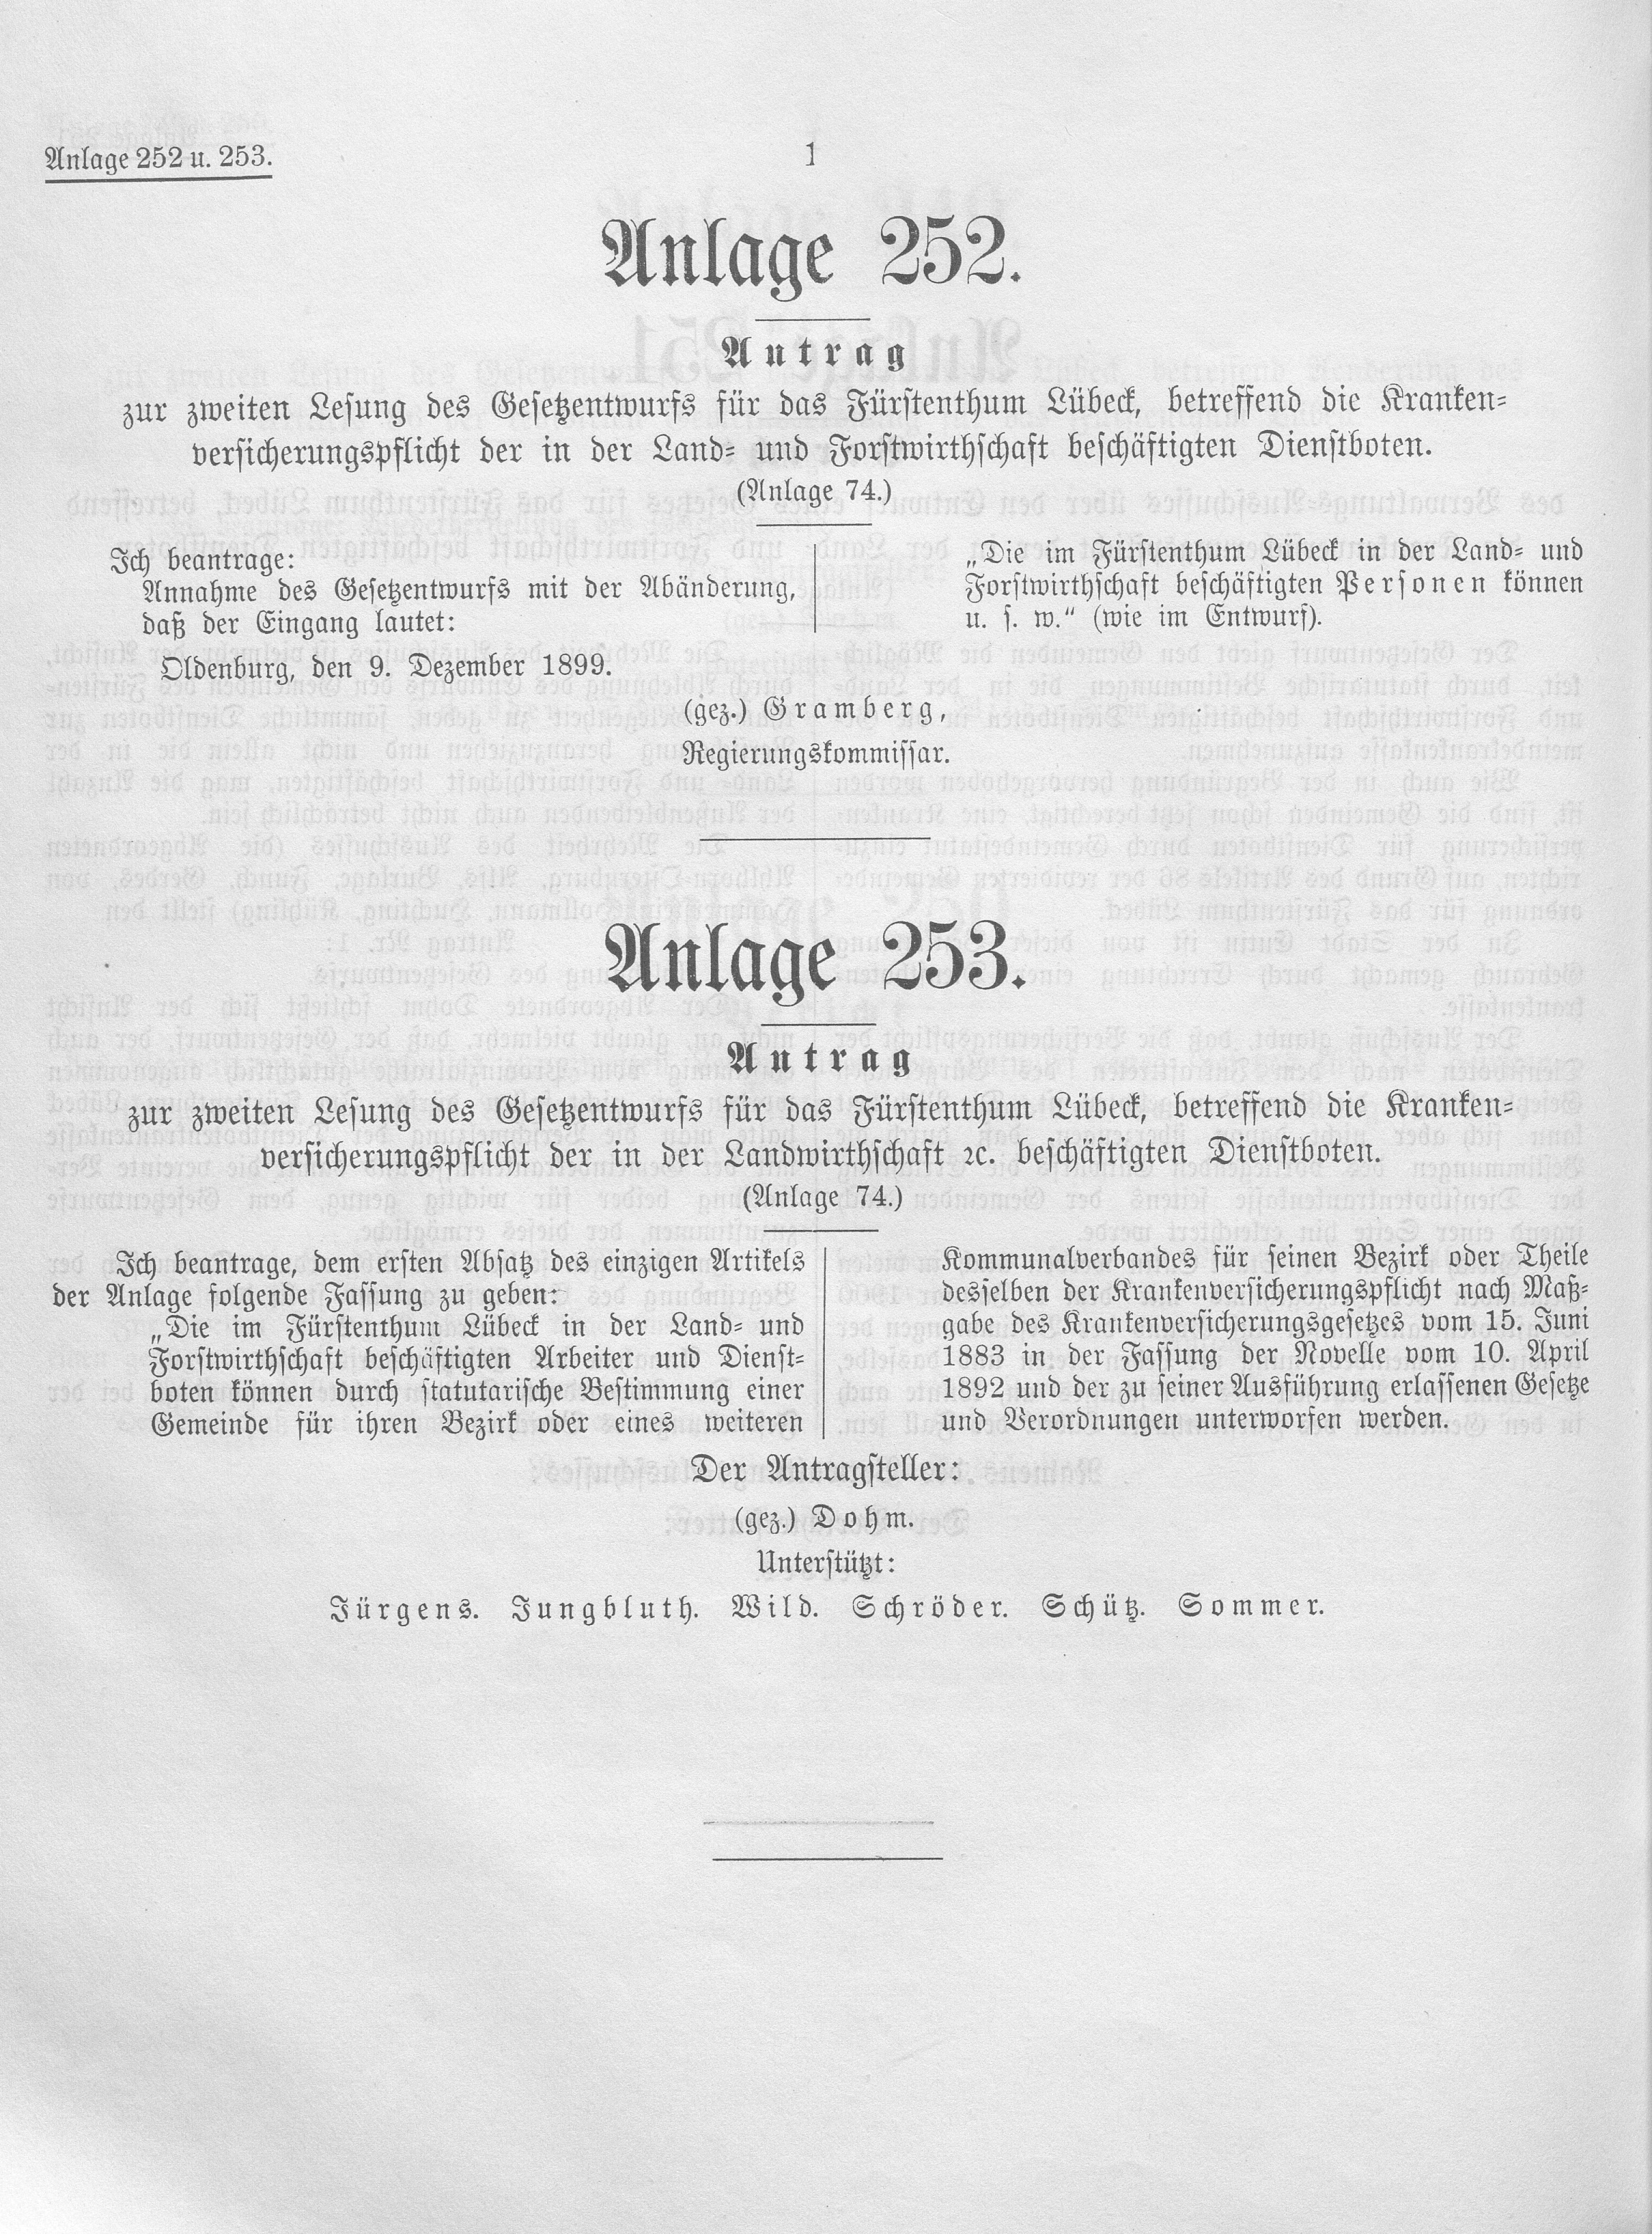 Anlage 252 u. 253.
1
Anlage 252.
Antrag
zur zweiten Lesung des Gesetzentwurfs für das Fürstenthum Lübeck, betreffend die Kranken-
versicherungspflicht der in der Land- und Forstwirthschaft beschäftigten Dienstboten.
(Anlage 74.)
Ich beantrage:
Annahme des Gesetzentwurfs mit der Abänderung,
daß der Eingang lautet:
„Die im Fürstenthum Lübeck in der Land- und
Forstwirthschaft beschäftigten Personen können
u. s. w.“ (wie im Entwurf).
Oldenburg, den 9. Dezember 1899.
(gez.) Gramberg,
Regierungskommissar.
Anlage 253.
Antrag
zur zweiten Lesung des Gesetzentwurfs für das Fürstenthum Lübeck, betreffend die Kranken-
versicherungspflicht der in der Landwirthschaft ꝛc. beschäftigten Dienstboten.
(Anlage 74.)
Ich beantrage, dem ersten Absatz des einzigen Artikels
der Anlage folgende Fassung zu geben:
„Die im Fürstenthum Lübeck in der Land- und
Forstwirthschaft beschäftigten Arbeiter und Dienst-
boten können durch statutarische Bestimmung einer
Gemeinde für ihren Bezirk oder eines weiteren
Kommunalverbandes für seinen Bezirk oder Theile
desselben der Krankenversicherungspflicht nach Maß-
gabe des Krankenversicherungsgesetzes vom 15. Juni
1883 in der Fassung der Novelle vom 10. April
1892 und der zu seiner Ausführung erlassenen Gesetze
und Verordnungen unterworfen werden.
Der Antragsteller:
(gez.) Dohm.
Unterstützt:
Jürgens. Jungbluth. Wild. Schröder. Schütz. Sommer.